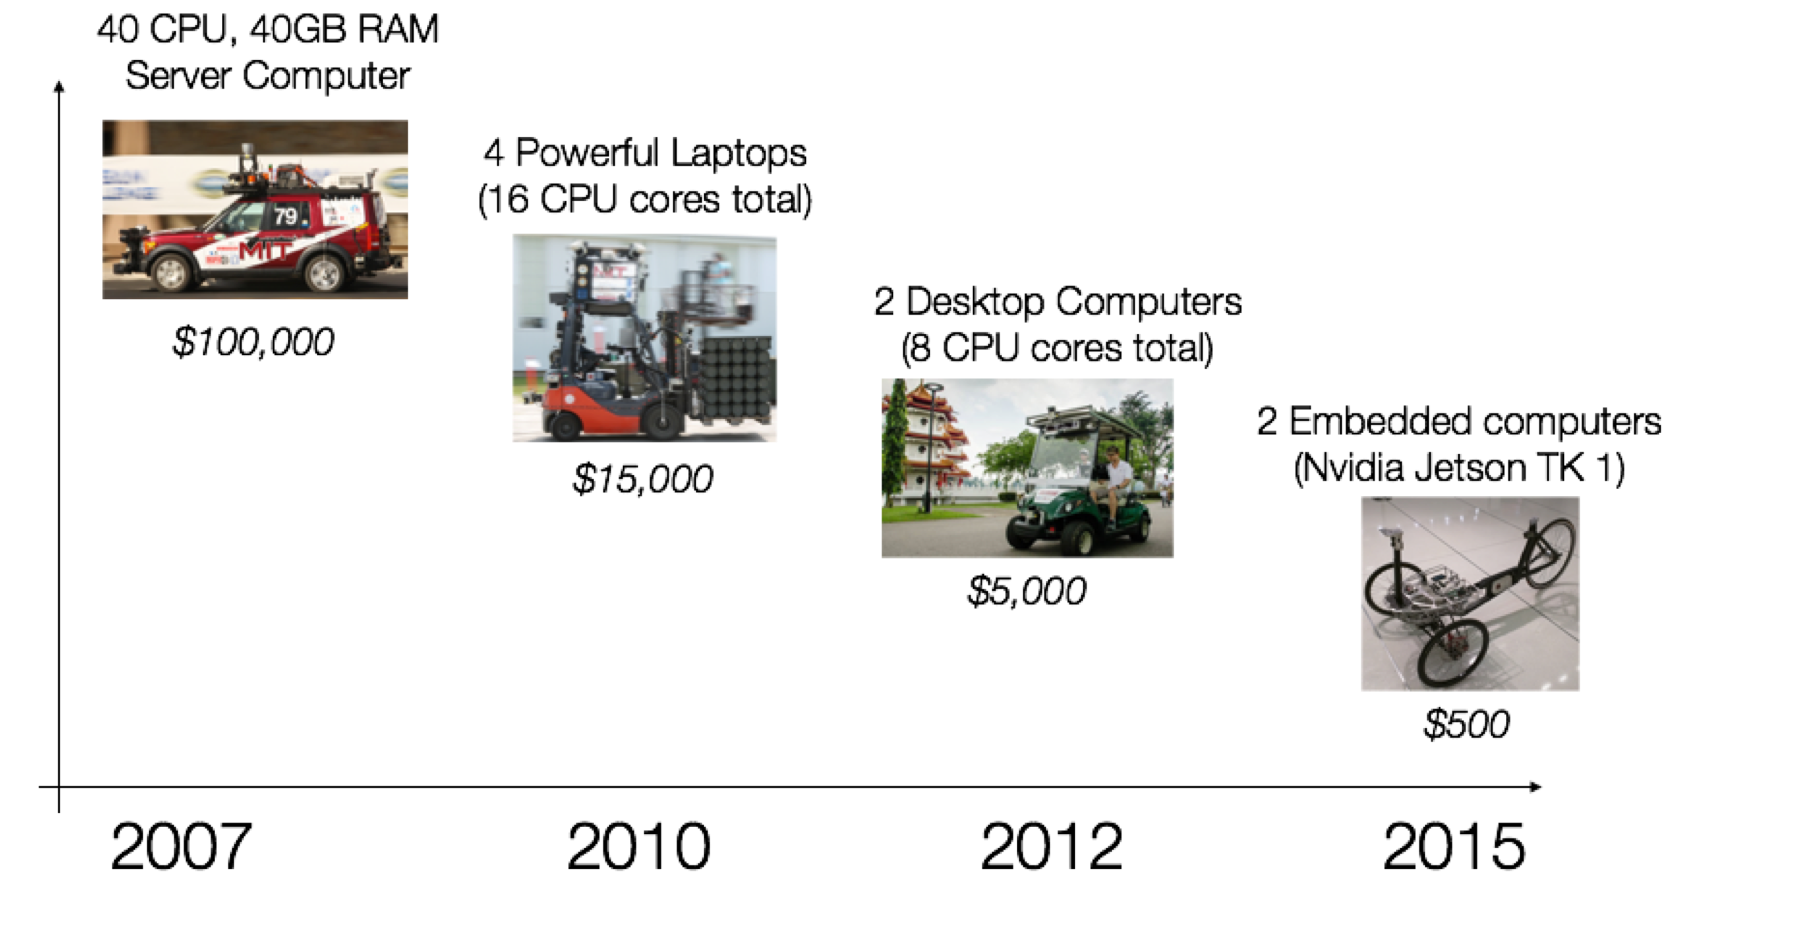 40 CPU, 40GB RAM
Server Computer
79
MIT
$100,000
4 Powerful Laptops
(16 CPU cores total)
MIT
$15,000
2 Desktop Computers
(8 CPU cores total)
$5,000
2 Embedded computers
(Nvidia Jetson TK 1)
$500
2007
2010
2012
2015